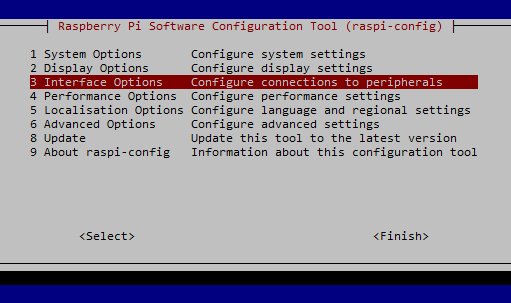 Raspberry Pi Software Configuration Tool (raspi-config)
1 System Options Configure system settings
2 Display Options Configure display settings
3 Interface Options Configure connections to peripherals
4 Performance Options Configure performance settings
5 Localisation Options Configure language and regional settings
6 Advanced Options Configure advanced settings
8 Update Update this tool to the latest version
9 About raspi-config Information about this configuration tool
<Select> <Finish>